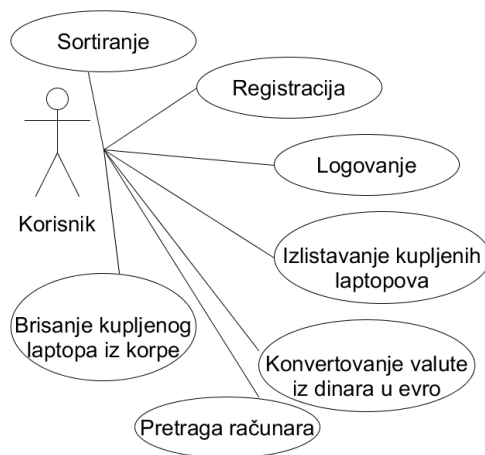 Sortiranje
Registracija
Logovanje
Korisnik
Izlistavanje kupljenih
laptopova
Brisanje kupljenog
laptopa iz korpe
Konvertovanje valute
iz dinara u evro
Pretraga računara